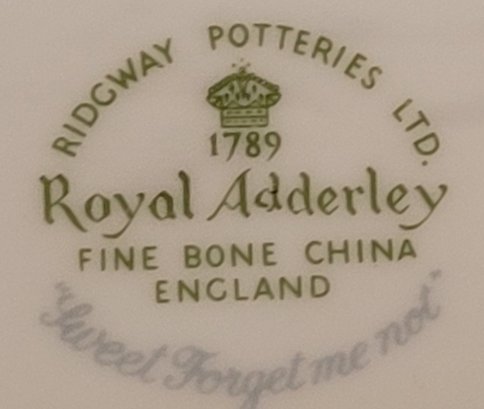 RIDGWAY POTTERIES LTD.
1789
Royal Adderley
FINE BONE CHINA
ENGLAND
"Sweet Forget me not"